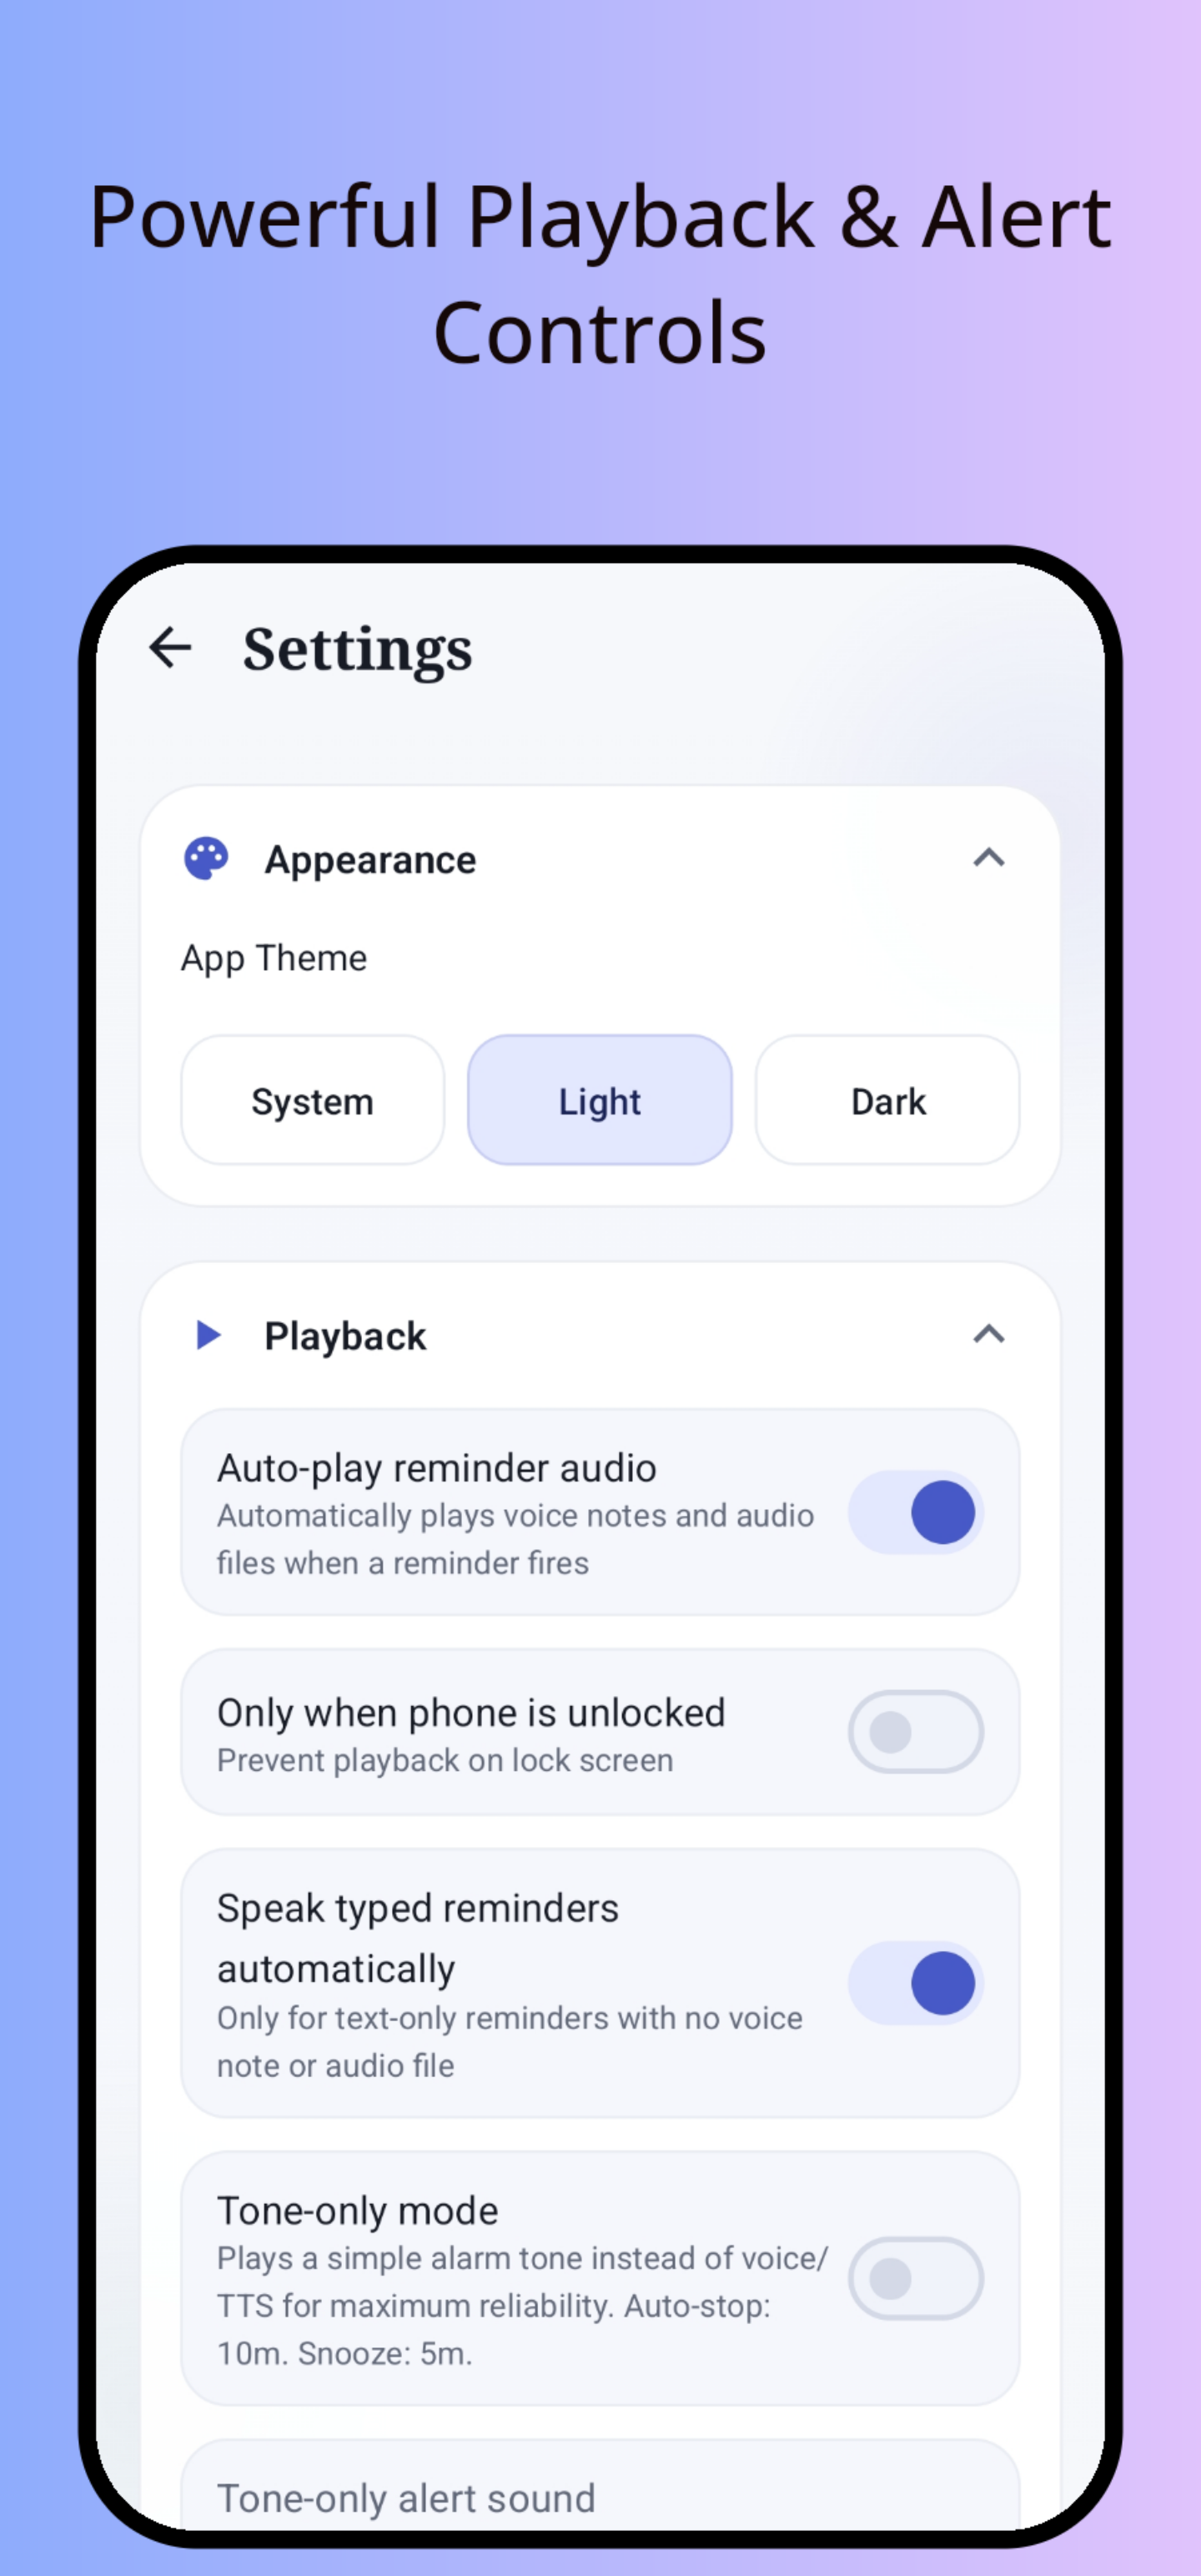 Powerful Playback & Alert
Controls
Settings
Appearance
App Theme
System
Light
Dark
Playback
Auto-play reminder audio
Automatically plays voice notes and audio
files when a reminder fires
Only when phone is unlocked
Prevent playback on lock screen
Speak typed reminders
automatically
Only for text-only reminders with no voice
note or audio file
Tone-only mode
Plays a simple alarm tone instead of voice/
TTS for maximum reliability. Auto-stop:
10m. Snooze: 5m.
Tone-only alert sound